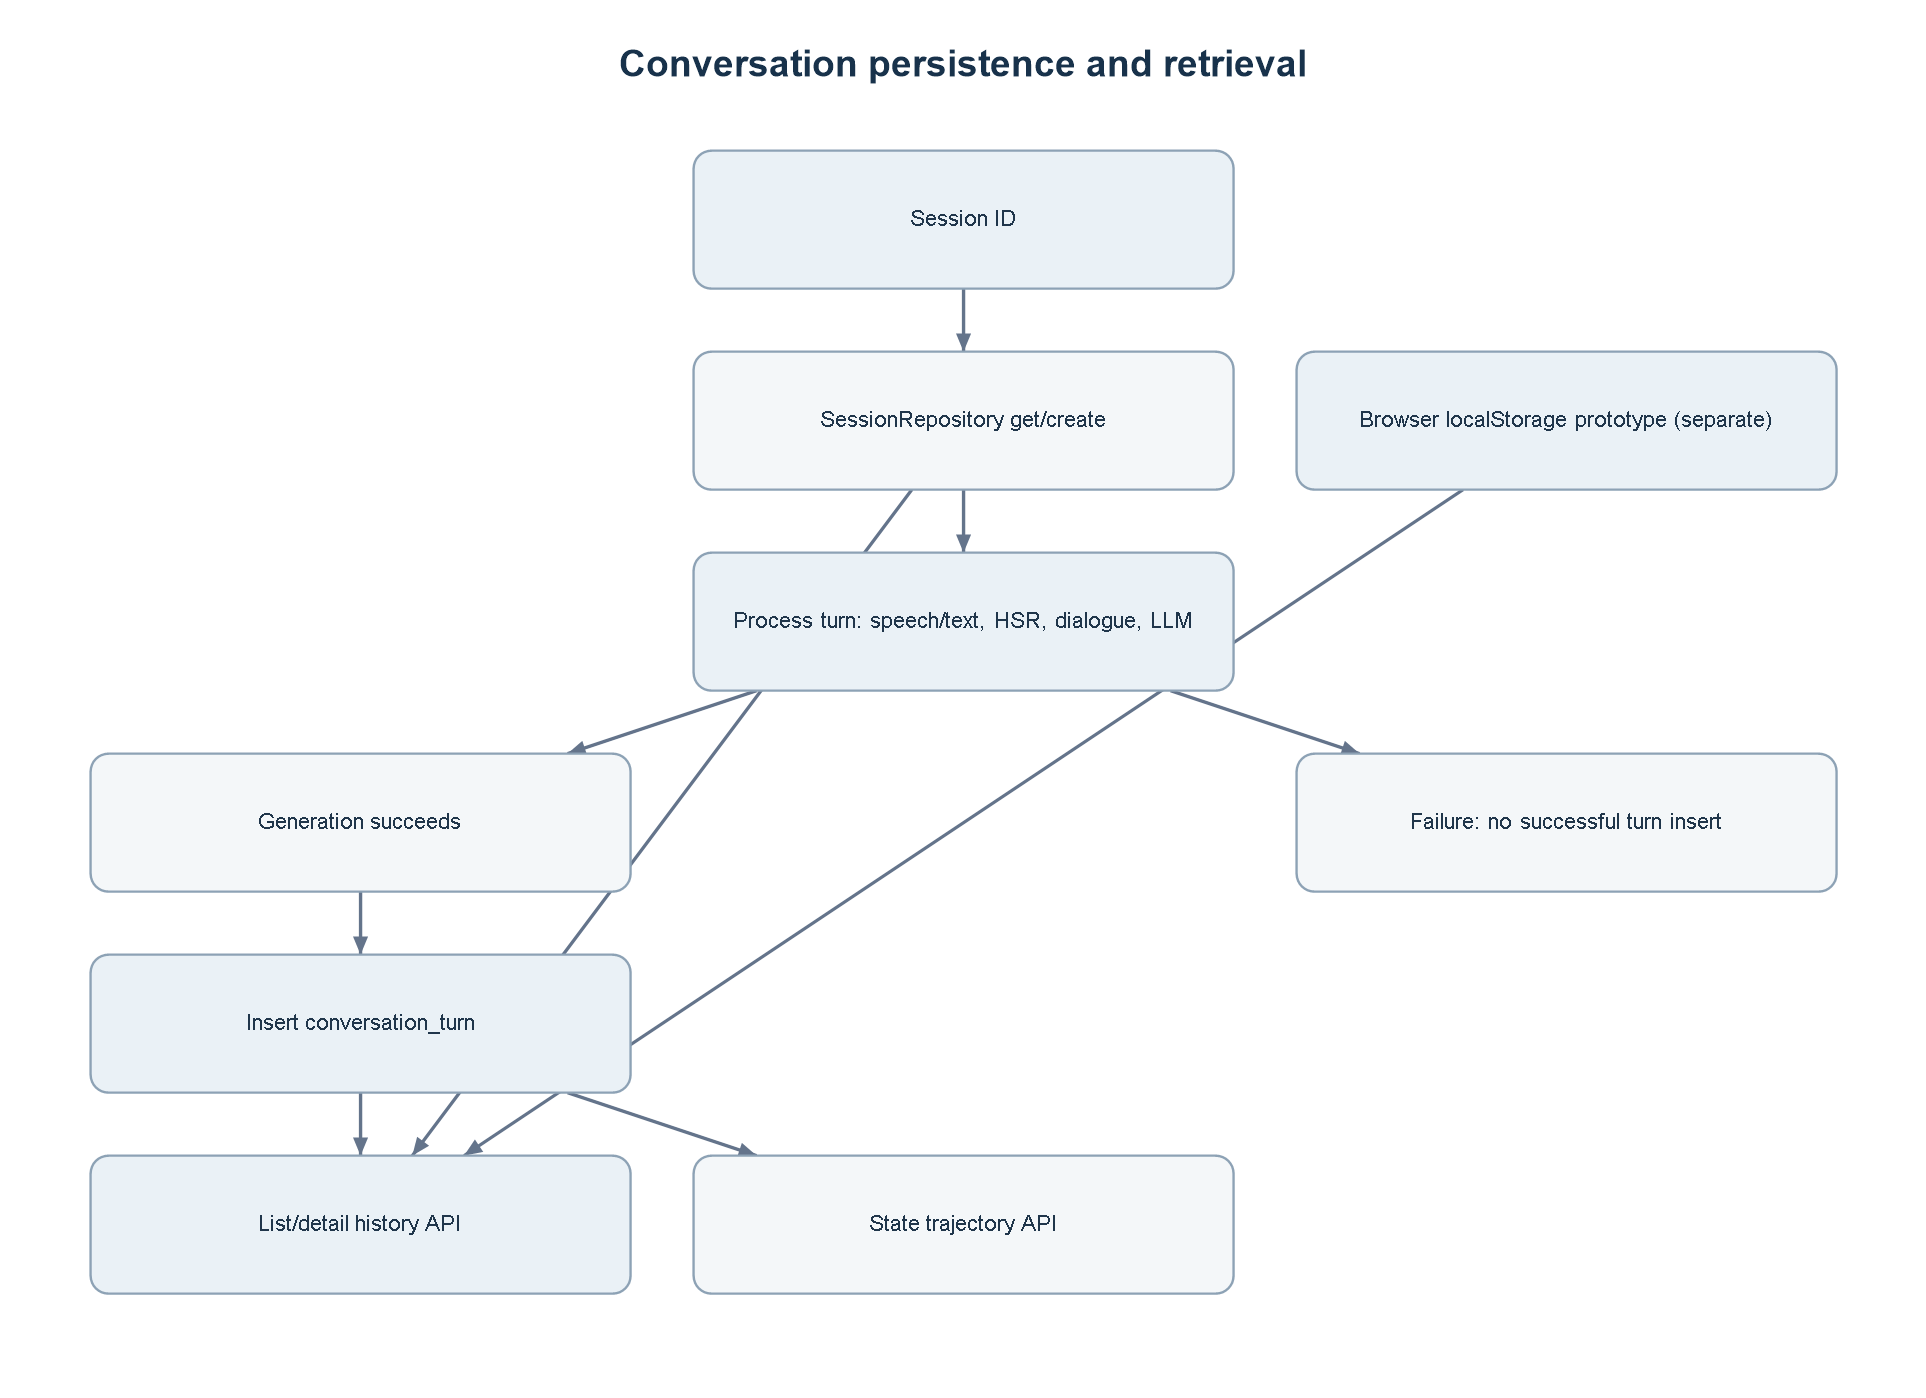 Conversation persistence and retrieval
Session ID
SessionRepository get/create
Browser localStorage prototype (separate)
Process turn: speech/text, HSR, dialogue, LLM
Generation succeeds
Failure: no successful turn insert
Insert conversation_turn
List/detail history API
State trajectory API